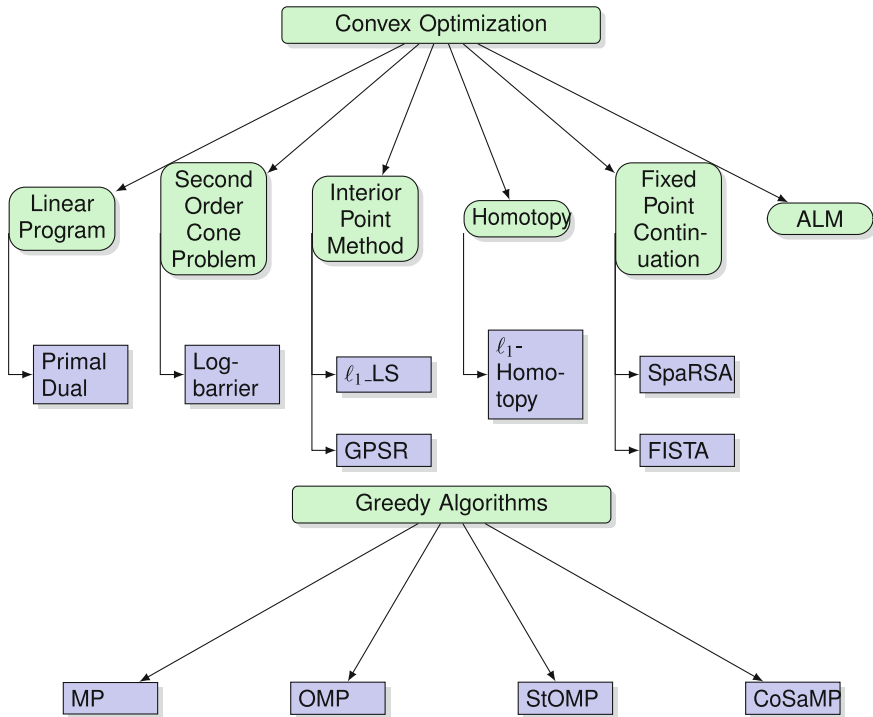 Convex Optimization
Linear
Program
Second
Order
Cone
Problem
Interior
Point
Method
Homotopy
Fixed
Point
Contin-
uation
ALM
Primal
Dual
Log-
barrier
ℓ₁_LS
ℓ₁-
Homo-
topy
SpaRSA
GPSR
FISTA
Greedy Algorithms
MP
OMP
StOMP
CoSaMP